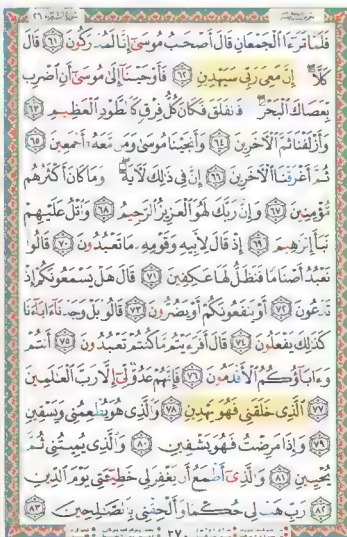 فَلَمَّا تَرَٰٓءَا ٱلْجَمْعَانِ قَالَ أَصْحَٰبُ مُوسَىٰٓ إِنَّا لَمُدْرَكُونَ ﴿٦١﴾ قَالَ
كَلَّآ إِنَّ مَعِىَ رَبِّى سَيَهْدِينِ ﴿٦٢﴾ فَأَوْحَيْنَآ إِلَىٰ مُوسَىٰٓ أَنِ ٱضْرِب
بِّعَصَاكَ ٱلْبَحْرَ فَٱنفَلَقَ فَكَانَ كُلُّ فِرْقٍ كَٱلطَّوْدِ ٱلْعَظِيمِ ﴿٦٣﴾
وَأَزْلَفْنَا ثَمَّ ٱلْءَاخَرِينَ ﴿٦٤﴾ وَأَنجَيْنَا مُوسَىٰ وَمَن مَّعَهُۥٓ أَجْمَعِينَ ﴿٦٥﴾
ثُمَّ أَغْرَقْنَا ٱلْءَاخَرِينَ ﴿٦٦﴾ إِنَّ فِى ذَٰلِكَ لَءَايَةً وَمَا كَانَ أَكْثَرُهُم
مُّؤْمِنِينَ ﴿٦٧﴾ وَإِنَّ رَبَّكَ لَهُوَ ٱلْعَزِيزُ ٱلرَّحِيمُ ﴿٦٨﴾ وَٱتْلُ عَلَيْهِمْ
نَبَأَ إِبْرَٰهِيمَ ﴿٦٩﴾ إِذْ قَالَ لِأَبِيهِ وَقَوْمِهِۦ مَا تَعْبُدُونَ ﴿٧٠﴾ قَالُوا۟
نَعْبُدُ أَصْنَامًا فَنَظَلُّ لَهَا عَٰكِفِينَ ﴿٧١﴾ قَالَ هَلْ يَسْمَعُونَكُمْ إِذْ
تَدْعُونَ ﴿٧٢﴾ أَوْ يَنفَعُونَكُمْ أَوْ يَضُرُّونَ ﴿٧٣﴾ قَالُوا۟ بَلْ وَجَدْنَآ ءَابَآءَنَا
كَذَٰلِكَ يَفْعَلُونَ ﴿٧٤﴾ قَالَ أَفَرَءَيْتُم مَّا كُنتُمْ تَعْبُدُونَ ﴿٧٥﴾ أَنتُمْ
وَءَابَآؤُكُمُ ٱلْأَقْدَمُونَ ﴿٧٦﴾ فَإِنَّهُمْ عَدُوٌّ لِّىٓ إِلَّا رَبَّ ٱلْعَٰلَمِينَ
﴿٧٧﴾ ٱلَّذِى خَلَقَنِى فَهُوَ يَهْدِينِ ﴿٧٨﴾ وَٱلَّذِى هُوَ يُطْعِمُنِى وَيَسْقِينِ
﴿٧٩﴾ وَإِذَا مَرِضْتُ فَهُوَ يَشْفِينِ ﴿٨٠﴾ وَٱلَّذِى يُمِيتُنِى ثُمَّ
يُحْيِينِ ﴿٨١﴾ وَٱلَّذِىٓ أَطْمَعُ أَن يَغْفِرَ لِى خَطِيٓـَٔتِى يَوْمَ ٱلدِّينِ
﴿٨٢﴾ رَبِّ هَبْ لِى حُكْمًا وَأَلْحِقْنِى بِٱلصَّٰلِحِينَ ﴿٨٣﴾
٣٧٠